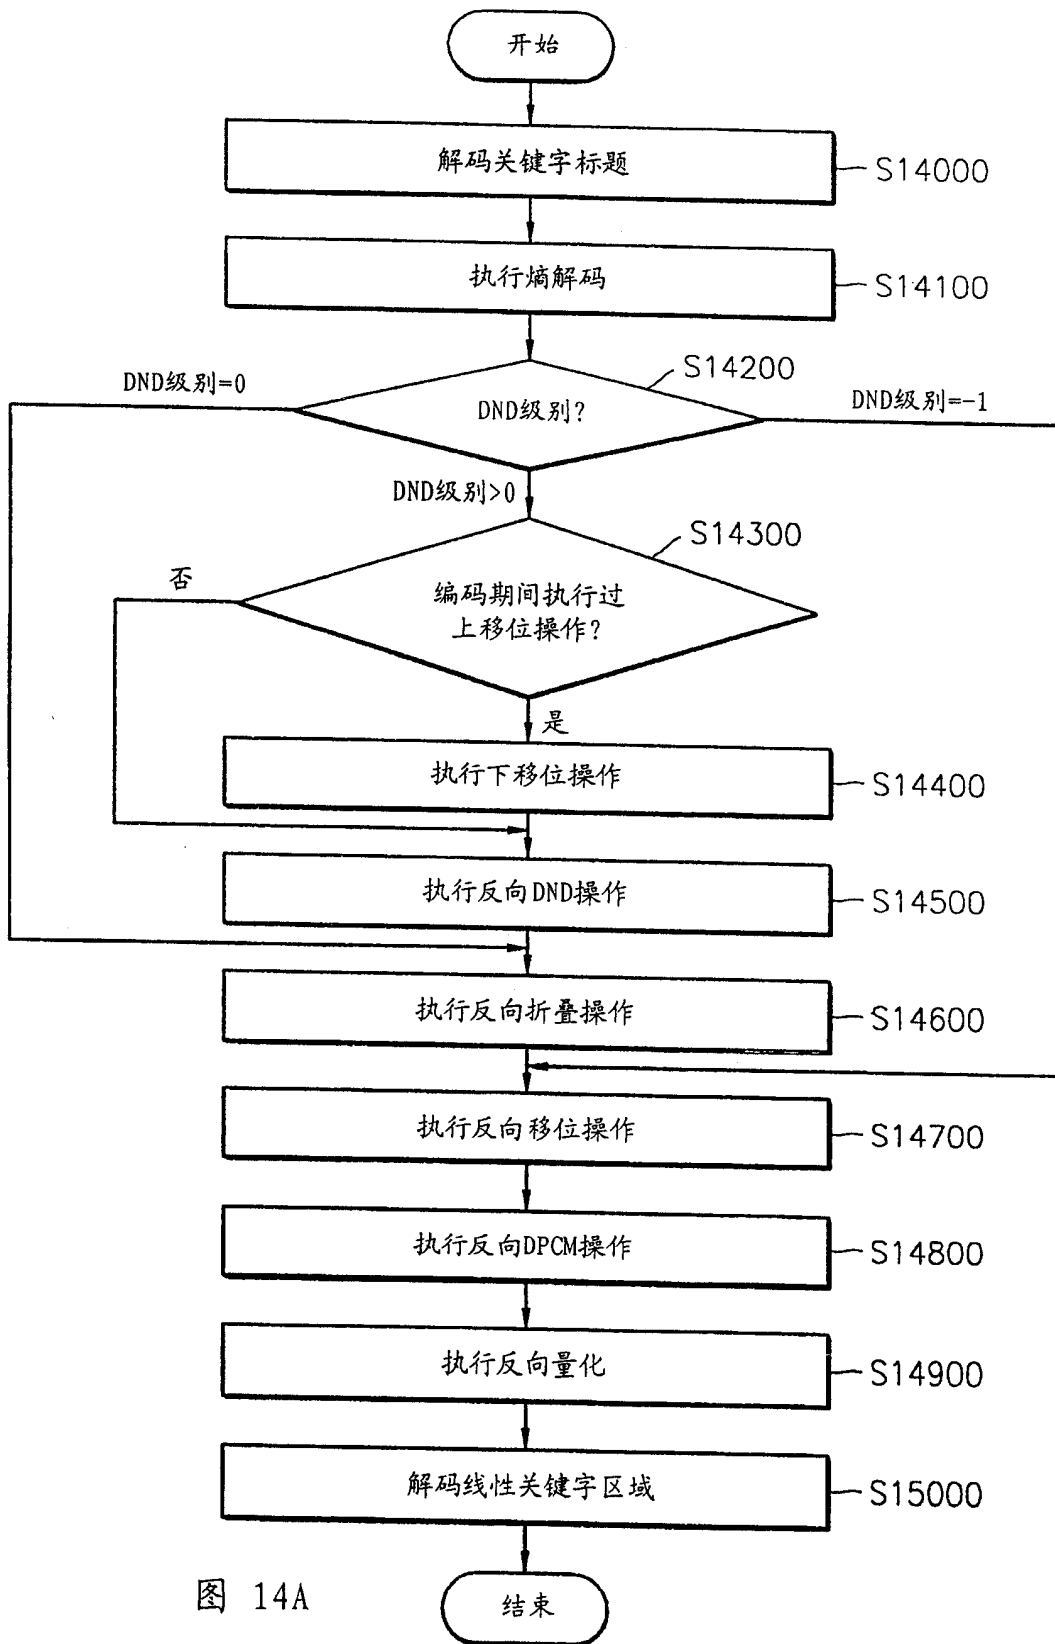 开始
解码关键字标题
S14000
执行熵解码
S14100
S14200
DND级别=0
DND级别?
DND级别=-1
DND级别>0
S14300
否
编码期间执行过
上移位操作?
是
执行下移位操作
S14400
执行反向DND操作
S14500
执行反向折叠操作
S14600
执行反向移位操作
S14700
执行反向DPCM操作
S14800
执行反向量化
S14900
解码线性关键字区域
S15000
结束
图 14A